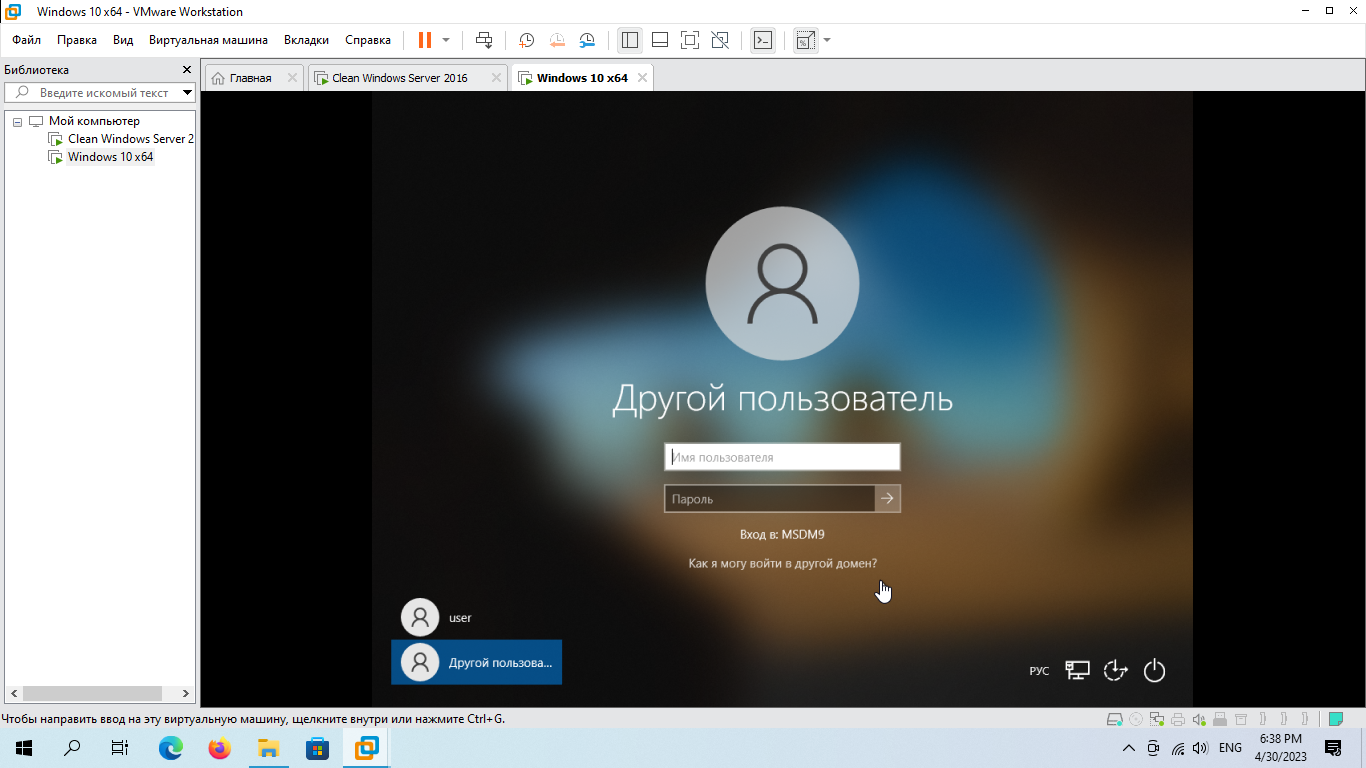 Windows 10 x64 - VMware Workstation
Файл Правка Вид Виртуальная машина Вкладки Справка
Библиотека
Введите искомый текст
Мой компьютер
Clean Windows Server 2
Windows 10 x64
Главная
Clean Windows Server 2016
Windows 10 x64
Другой пользователь
Имя пользователя
Пароль
Вход в: MSDM9
Как я могу войти в другой домен?
user
Другой пользова...
РУС
Чтобы направить ввод на эту виртуальную машину, щелкните внутри или нажмите Ctrl+G.
ENG
6:38 PM
4/30/2023